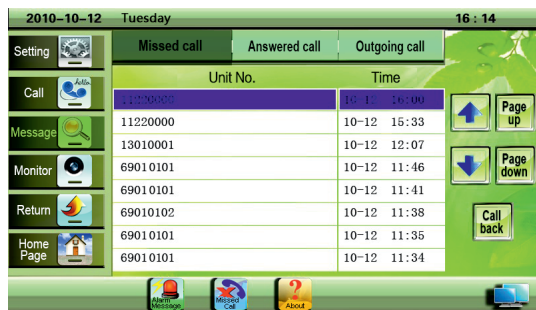 2010-10-12 Tuesday 16 : 14
Setting
Call
hello
Message
Monitor
Return
Home
Page
Missed call Answered call Outgoing call
Unit No. Time
11220000 10-12 16:00
11220000 10-12 15:33
13010001 10-12 12:07
69010101 10-12 11:46
69010101 10-12 11:41
69010102 10-12 11:38
69010101 10-12 11:35
69010101 10-12 11:34
Page
up
Page
down
Call
back
Alarm
Message
Missed
Call
?
About